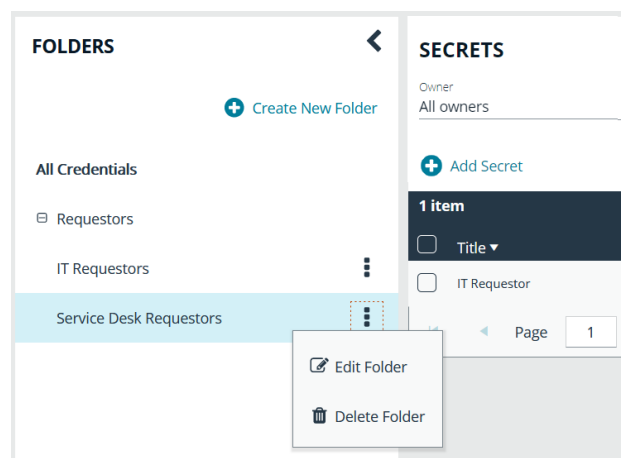 FOLDERS
Create New Folder
All Credentials
Requestors
IT Requestors
Service Desk Requestors
Edit Folder
Delete Folder
SECRETS
Owner
All owners
Add Secret
1 item
Title
IT Requestor
Page 1